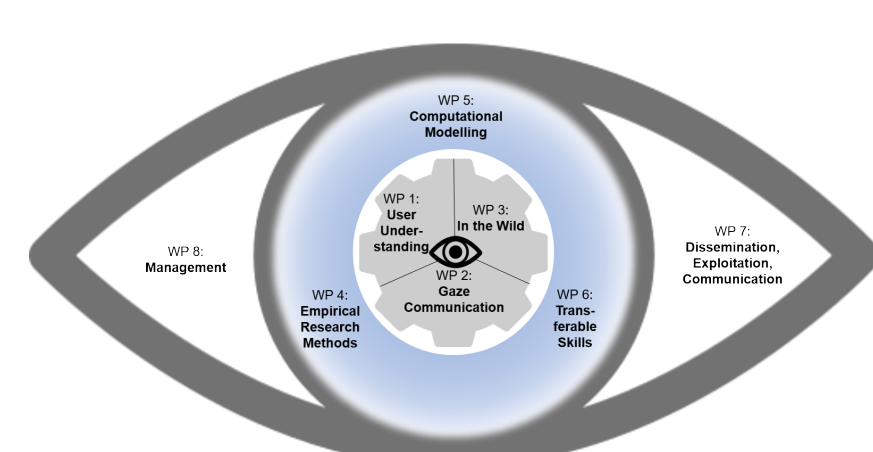 WP 5:
Computational
Modelling
WP 1:
User
Under-
standing
WP 3:
In the Wild
WP 2:
Gaze
Communication
WP 8:
Management
WP 7:
Dissemination,
Exploitation,
Communication
WP 4:
Empirical
Research
Methods
WP 6:
Trans-
ferable
Skills